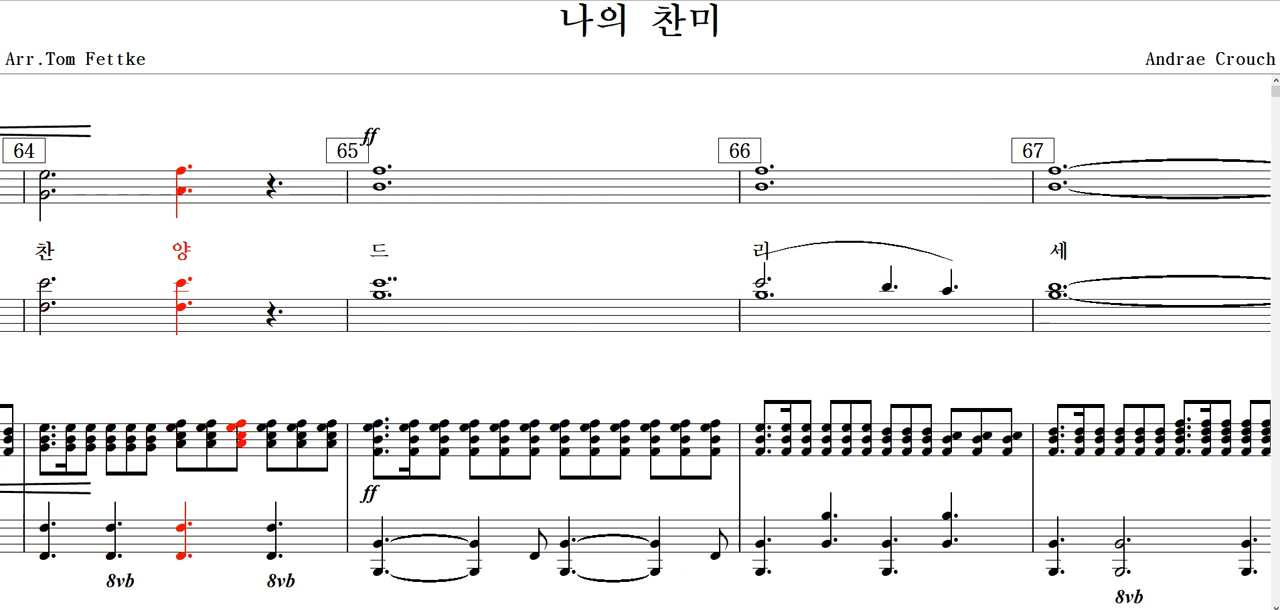 나의 찬미
Arr.Tom Fettke
Andrae Crouch
ff
64 65 66 67
찬 양 드 리 세
ff
8vb 8vb
8vb